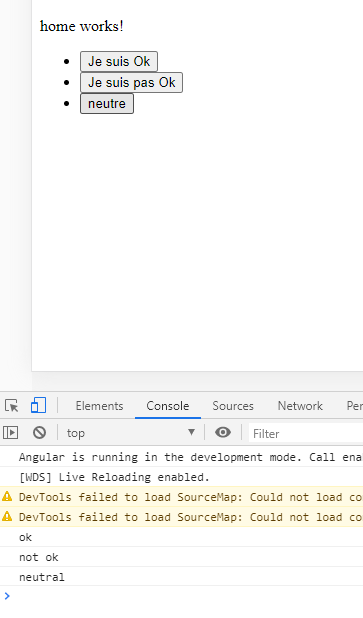 home works!
Je suis Ok
Je suis pas Ok
neutre
Elements Console Sources Network Per
top Filter
Angular is running in the development mode. Call ena
[WDS] Live Reloading enabled.
DevTools failed to load SourceMap: Could not load co
DevTools failed to load SourceMap: Could not load co
ok
not ok
neutral